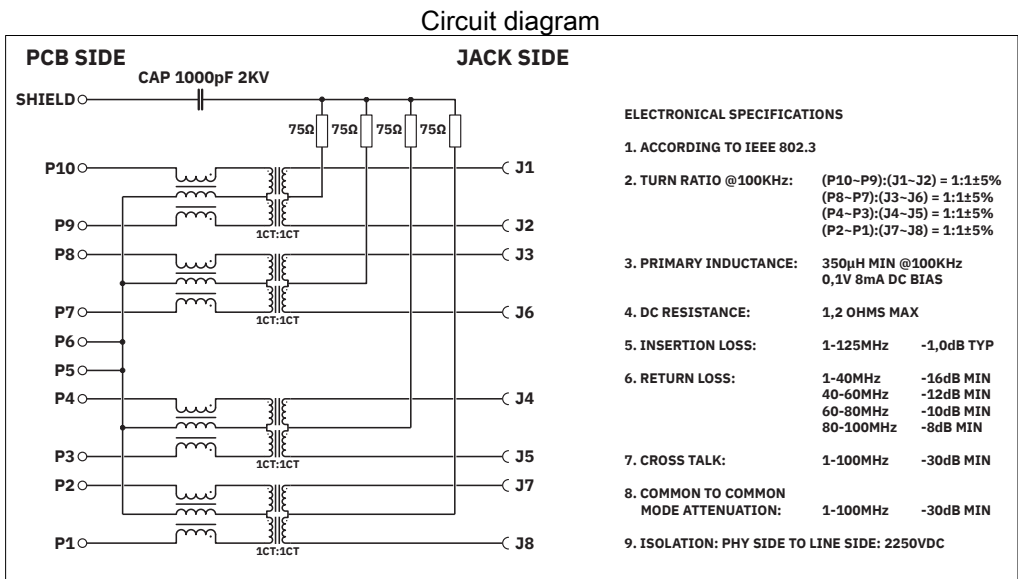 Circuit diagram
PCB SIDE
JACK SIDE
CAP 1000pF 2KV
SHIELD
75Ω 75Ω 75Ω 75Ω
P10
J1
P9
J2
1CT:1CT
P8
J3
P7
J6
1CT:1CT
P6
P5
P4
J4
P3
J5
1CT:1CT
P2
J7
P1
J8
1CT:1CT
ELECTRONICAL SPECIFICATIONS
1. ACCORDING TO IEEE 802.3
2. TURN RATIO @100KHz: (P10~P9):(J1~J2) = 1:1±5%
(P8~P7):(J3~J6) = 1:1±5%
(P4~P3):(J4~J5) = 1:1±5%
(P2~P1):(J7~J8) = 1:1±5%
3. PRIMARY INDUCTANCE: 350µH MIN @100KHz
0,1V 8mA DC BIAS
4. DC RESISTANCE: 1,2 OHMS MAX
5. INSERTION LOSS: 1-125MHz -1,0dB TYP
6. RETURN LOSS: 1-40MHz -16dB MIN
40-60MHz -12dB MIN
60-80MHz -10dB MIN
80-100MHz -8dB MIN
7. CROSS TALK: 1-100MHz -30dB MIN
8. COMMON TO COMMON
MODE ATTENUATION: 1-100MHz -30dB MIN
9. ISOLATION: PHY SIDE TO LINE SIDE: 2250VDC